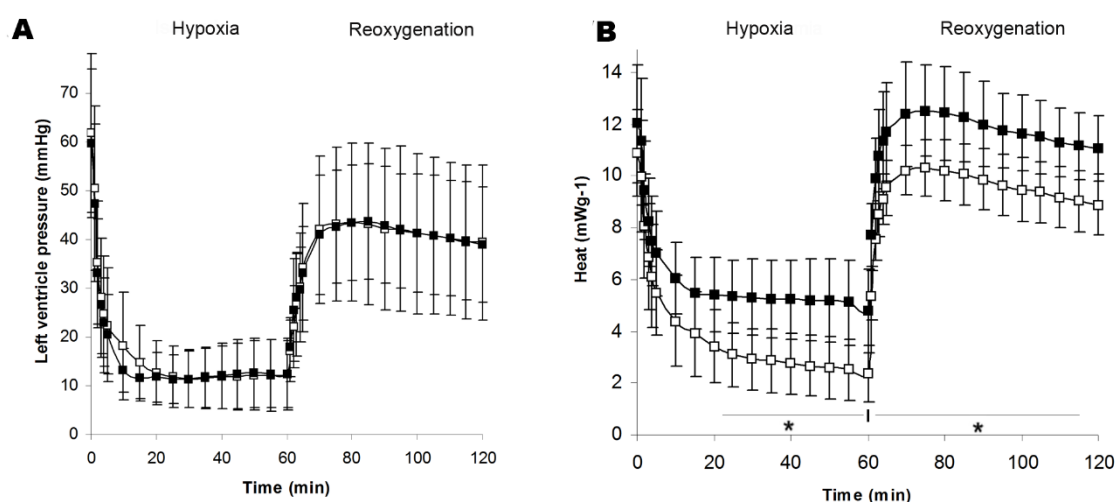 A
Hypoxia
Reoxygenation
Left ventricle pressure (mmHg)
70
60
50
40
30
20
10
0
0 20 40 60 80 100 120
Time (min)
B
Hypoxia
Reoxygenation
Heat (mWg-1)
14
12
10
8
6
4
2
0
* *
0 20 40 60 80 100 120
Time (min)